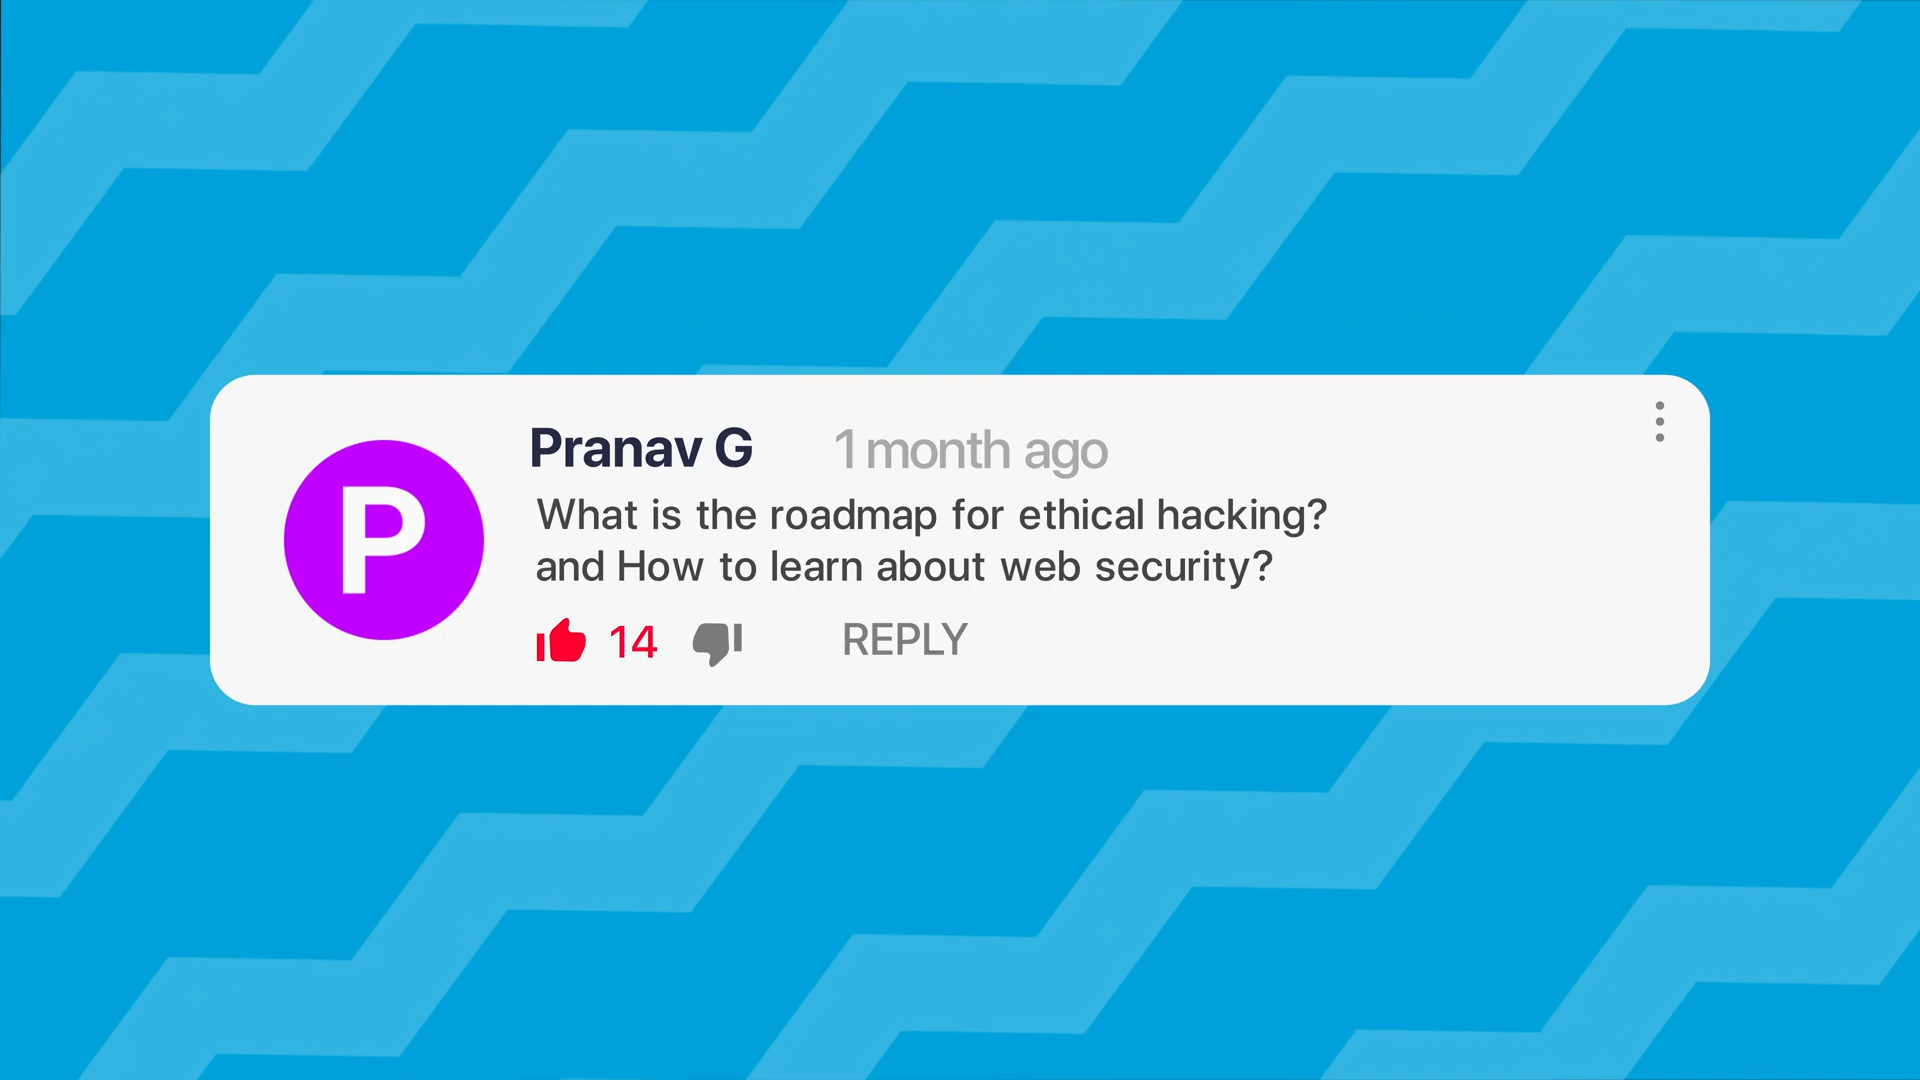 P
Pranav G 1 month ago
What is the roadmap for ethical hacking?
and How to learn about web security?
14 REPLY